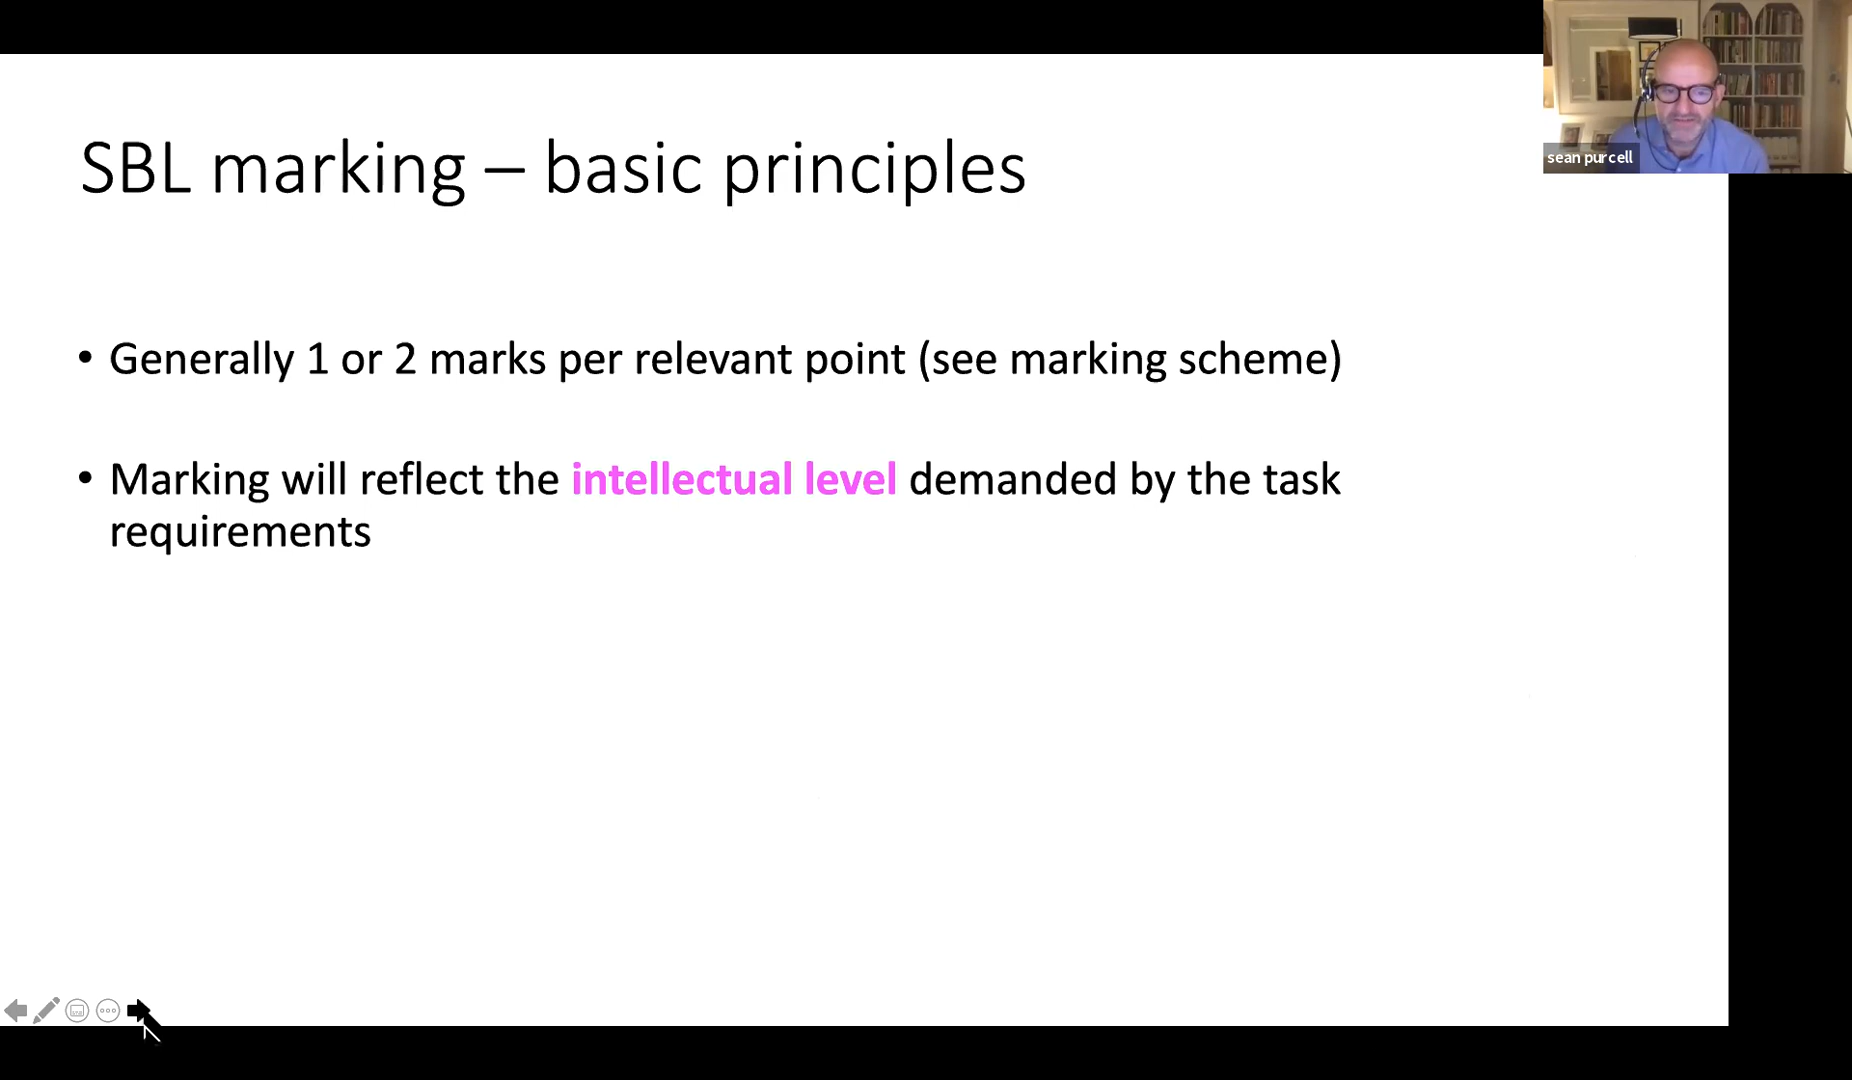 SBL marking – basic principles
sean purcell
• Generally 1 or 2 marks per relevant point (see marking scheme)
• Marking will reflect the intellectual level demanded by the task
requirements